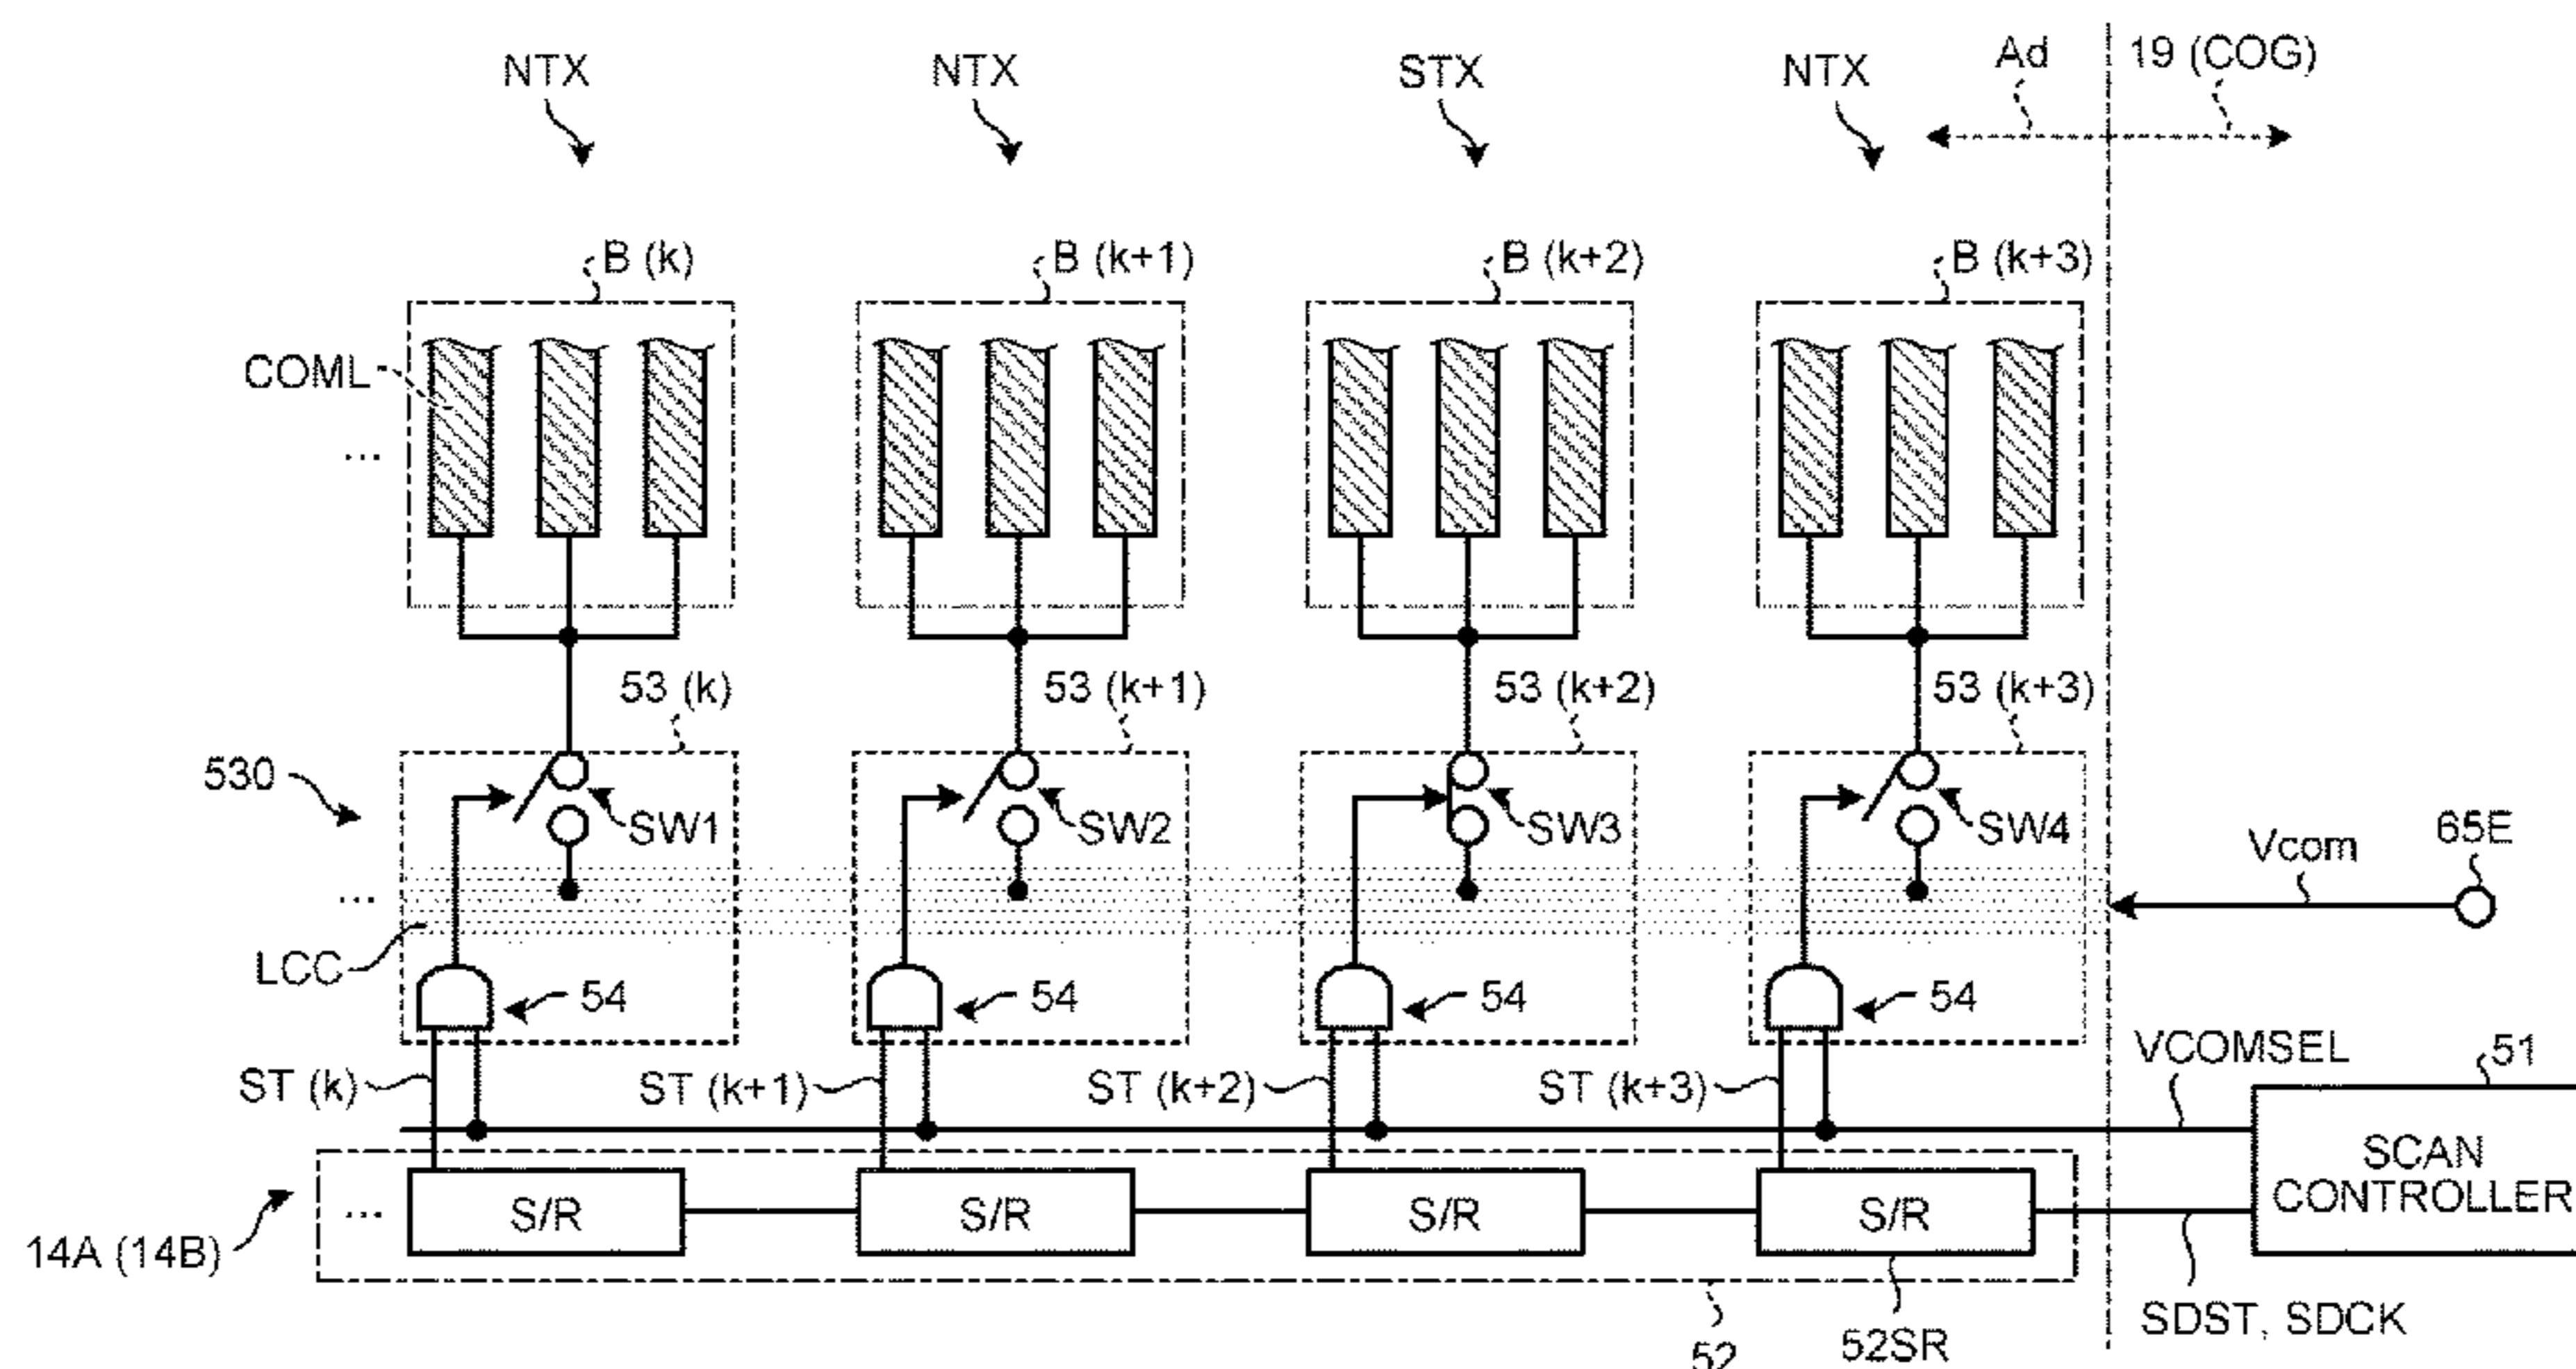 NTX NTX STX NTX Ad 19 (COG)
B (k) B (k+1) B (k+2) B (k+3)
COML
...
53 (k) 53 (k+1) 53 (k+2) 53 (k+3)
530
SW1 SW2 SW3 SW4
Vcom 65E
...
LCC
54 54 54 54
ST (k) ST (k+1) ST (k+2) ST (k+3) VCOMSEL 51
SCAN
CONTROLLER
... S/R S/R S/R S/R
14A (14B)
52 52SR SDST, SDCK